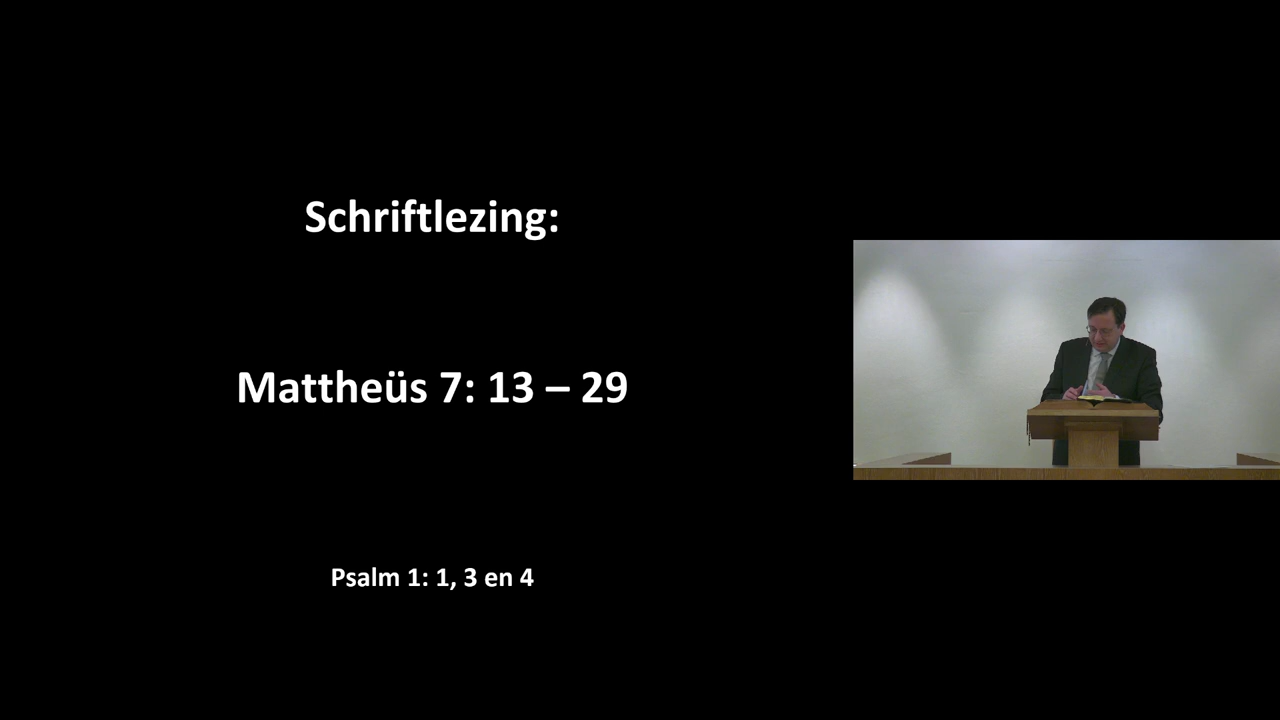 Schriftlezing:
Mattheüs 7: 13 – 29
Psalm 1: 1, 3 en 4